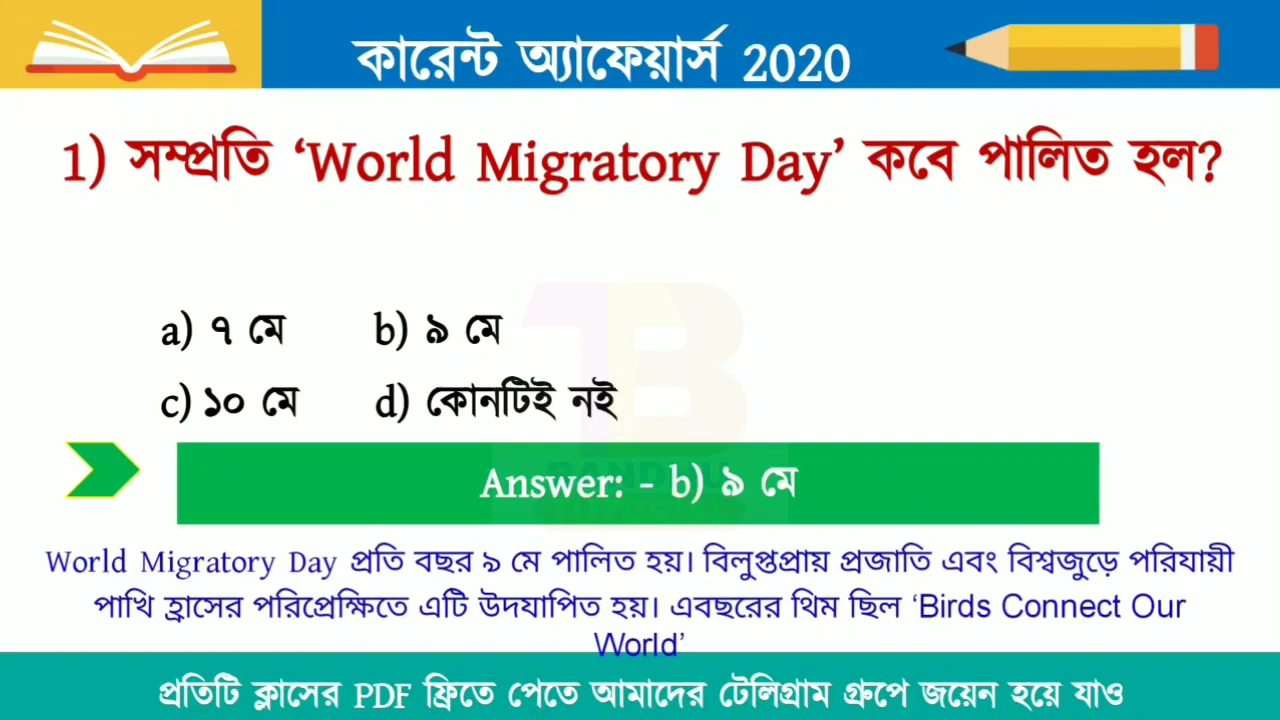 কারেন্ট অ্যাফেয়ার্স 2020
1) সম্প্রতি ‘World Migratory Day’ কবে পালিত হল?
a) ৭ মে b) ৯ মে
c) ১০ মে d) কোনটিই নই
Answer: - b) ৯ মে
World Migratory Day প্রতি বছর ৯ মে পালিত হয়। বিলুপ্তপ্রায় প্রজাতি এবং বিশ্বজুড়ে পরিযায়ী
পাখি হ্রাসের পরিপ্রেক্ষিতে এটি উদযাপিত হয়। এবছরের থিম ছিল ‘Birds Connect Our
World’
প্রতিটি ক্লাসের PDF ফ্রিতে পেতে আমাদের টেলিগ্রাম গ্রুপে জয়েন হয়ে যাও